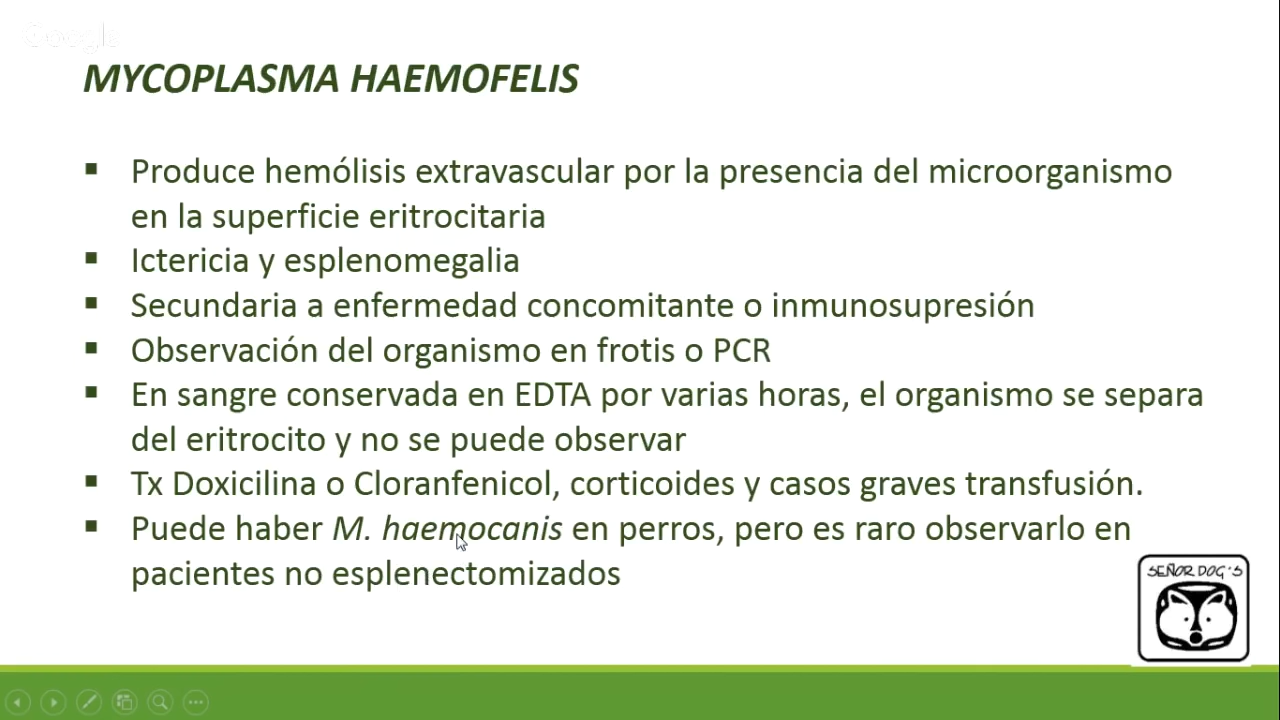 Google
MYCOPLASMA HAEMOFELIS
▪ Produce hemólisis extravascular por la presencia del microorganismo
en la superficie eritrocitaria
▪ Ictericia y esplenomegalia
▪ Secundaria a enfermedad concomitante o inmunosupresión
▪ Observación del organismo en frotis o PCR
▪ En sangre conservada en EDTA por varias horas, el organismo se separa
del eritrocito y no se puede observar
▪ Tx Doxicilina o Cloranfenicol, corticoides y casos graves transfusión.
▪ Puede haber M. haemocanis en perros, pero es raro observarlo en
pacientes no esplenectomizados
SEÑOR DOG'S